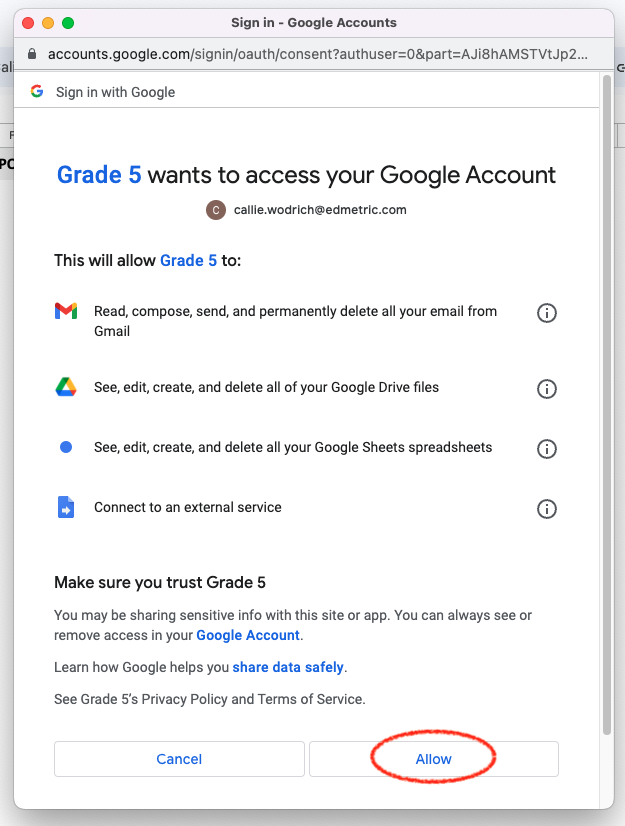 Sign in - Google Accounts
accounts.google.com/signin/oauth/consent?authuser=0&part=AJi8hAMSTVtJp2...
Sign in with Google
Grade 5 wants to access your Google Account
C callie.wodrich@edmetric.com
This will allow Grade 5 to:
Read, compose, send, and permanently delete all your email from
Gmail
See, edit, create, and delete all of your Google Drive files
See, edit, create, and delete all your Google Sheets spreadsheets
Connect to an external service
Make sure you trust Grade 5
You may be sharing sensitive info with this site or app. You can always see or
remove access in your Google Account.
Learn how Google helps you share data safely.
See Grade 5's Privacy Policy and Terms of Service.
Cancel
Allow